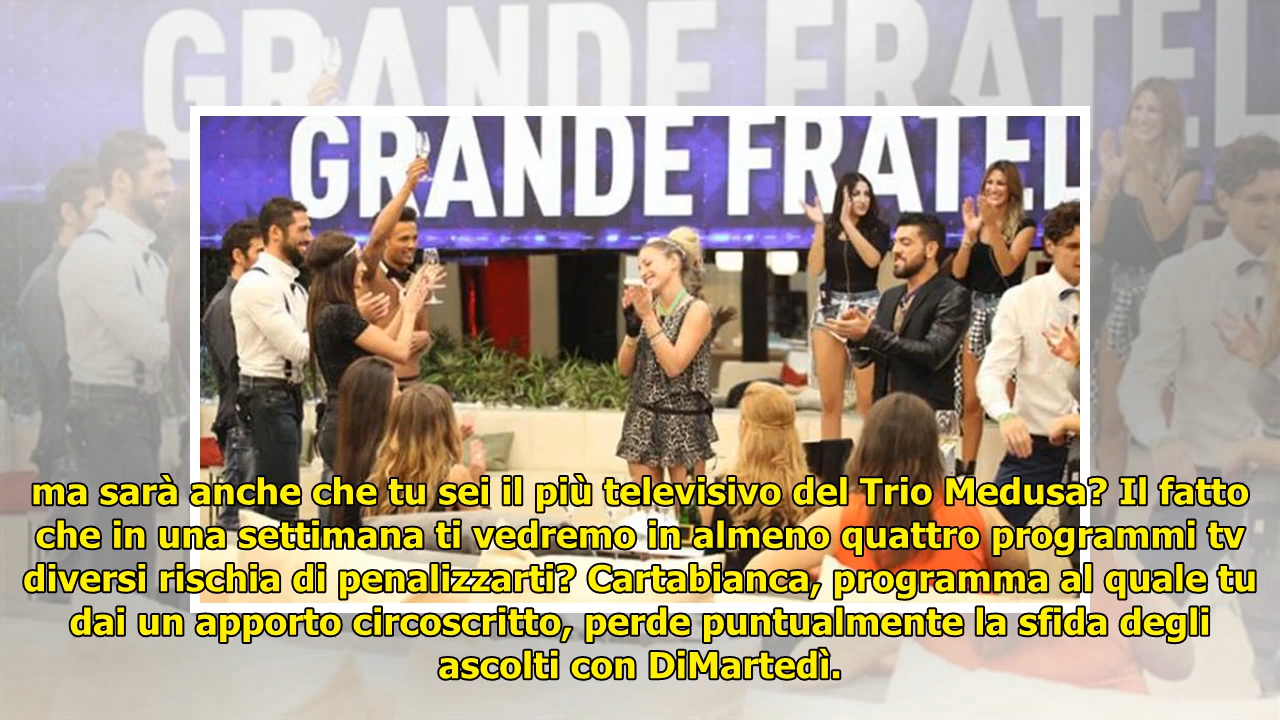 GRANDE FRATEL
GRANDE FRATEL
ma sarà anche che tu sei il più televisivo del Trio Medusa? Il fatto
che in una settimana ti vedremo in almeno quattro programmi tv
diversi rischia di penalizzarti? Cartabianca, programma al quale tu
dai un apporto circoscritto, perde puntualmente la sfida degli
ascolti con DiMartedì.